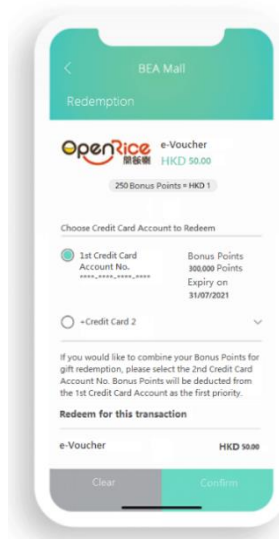 BEA Mall
Redemption
OpenRice
開飯喇
e-Voucher
HKD 50.00
250 Bonus Points = HKD 1
Choose Credit Card Account to Redeem
1st Credit Card
Account No.
****-****-****-****
Bonus Points
300,000 Points
Expiry on
31/07/2021
+Credit Card 2
If you would like to combine your Bonus Points for
gift redemption, please select the 2nd Credit Card
Account No. Bonus Points will be deducted from
the 1st Credit Card Account as the first priority.
Redeem for this transaction
e-Voucher HKD 50.00
Clear Confirm